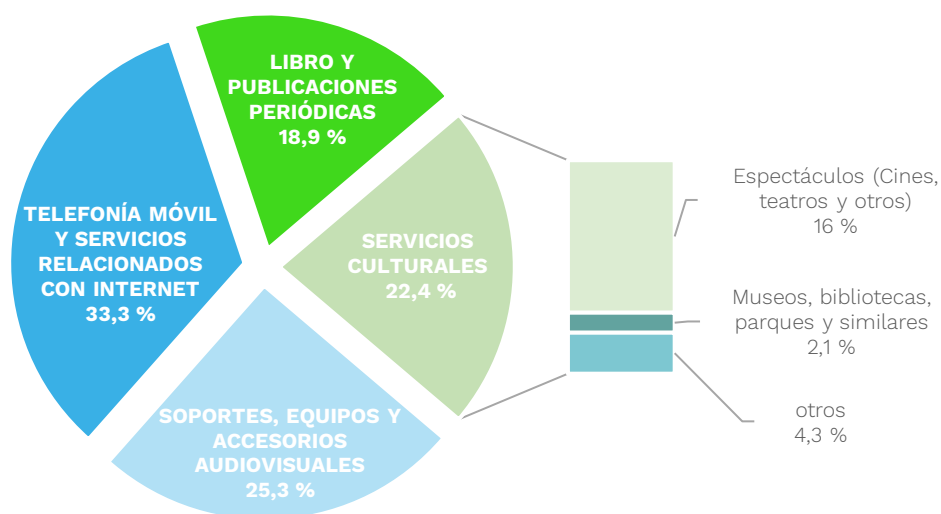 LIBRO Y
PUBLICACIONES
PERIÓDICAS
18,9 %
TELEFONÍA MÓVIL
Y SERVICIOS
RELACIONADOS
CON INTERNET
33,3 %
SERVICIOS
CULTURALES
22,4 %
SOPORTES, EQUIPOS Y
ACCESORIOS
AUDIOVISUALES
25,3 %
Espectáculos (Cines,
teatros y otros)
16 %
Museos, bibliotecas,
parques y similares
2,1 %
otros
4,3 %